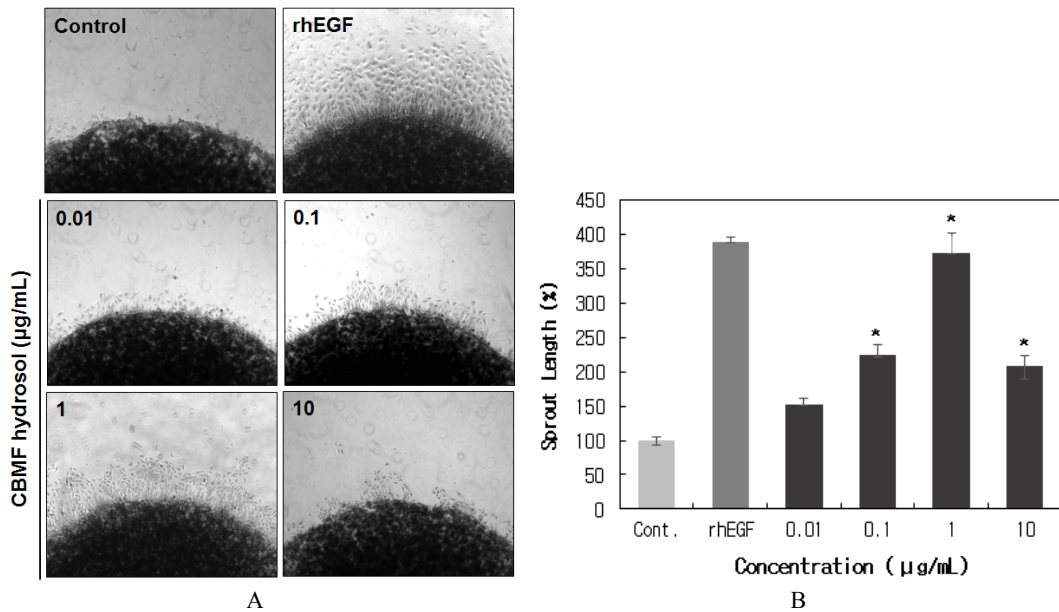 Control
rhEGF
0.01
0.1
1
10
CBMF hydrosol (µg/mL)
A
450
400
350
300
250
200
150
100
50
0
Sprout Length (%)
*
*
*
Cont.
rhEGF
0.01
0.1
1
10
Concentration (µg/mL)
B